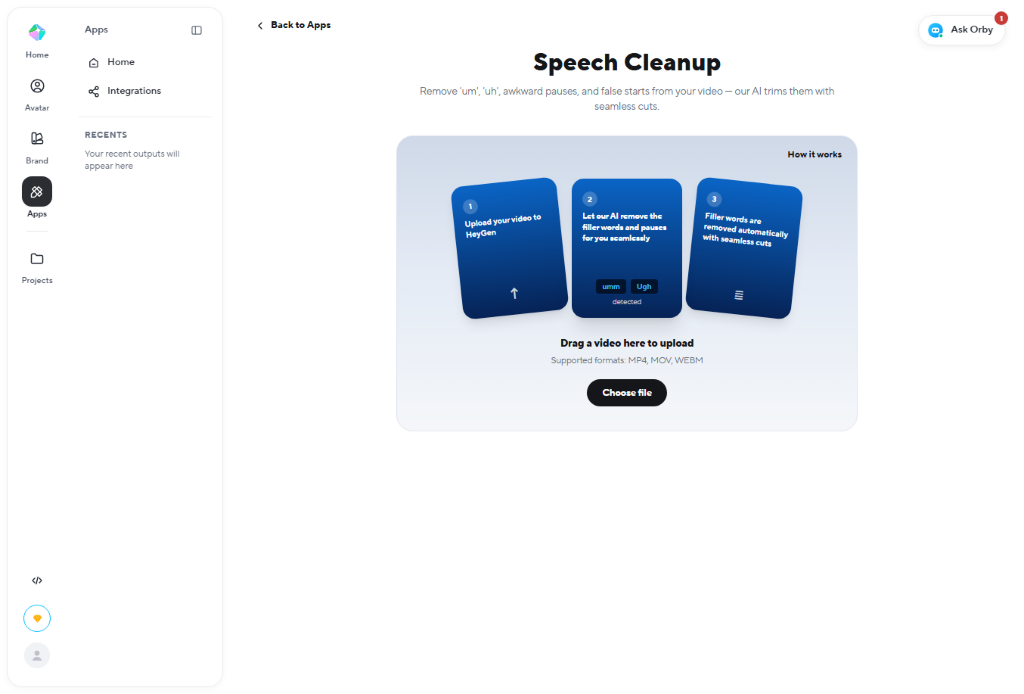 Home
Avatar
Brand
Apps
Projects
Apps
Home
Integrations
RECENTS
Your recent outputs will
appear here
Back to Apps
Ask Orby
1
Speech Cleanup
Remove 'um', 'uh', awkward pauses, and false starts from your video — our AI trims them with
seamless cuts.
How it works
1
Upload your video to
HeyGen
2
Let our AI remove the
filler words and pauses
for you seamlessly
umm
Ugh
detected
3
Filler words are
removed automatically
with seamless cuts
Drag a video here to upload
Supported formats: MP4, MOV, WEBM
Choose file